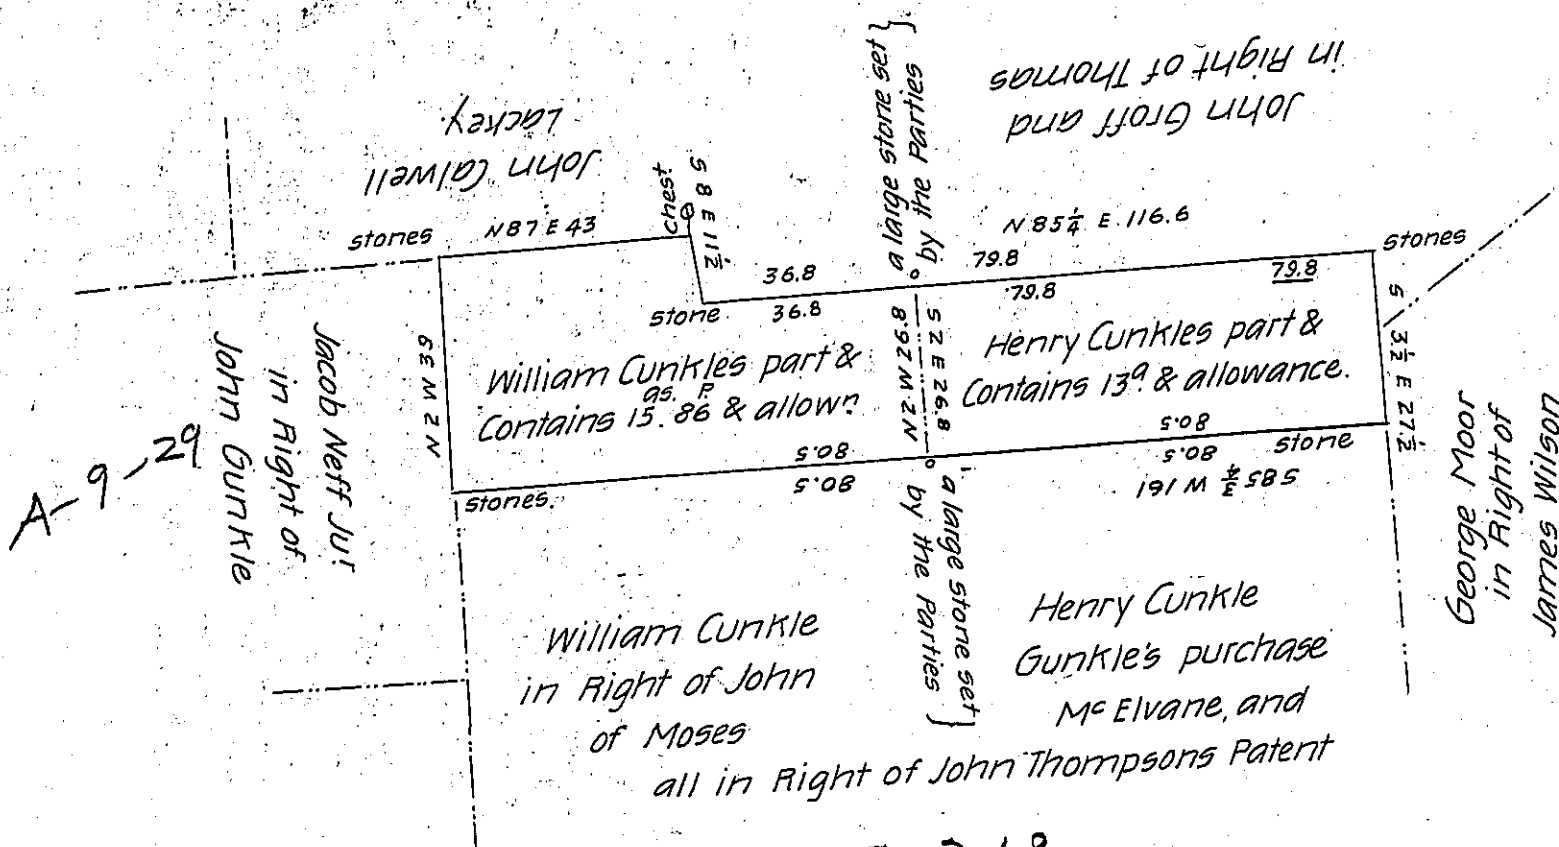 John Calwell
Lackey.
John Groff and
in Right of Thomas
a large stone set }
by the Parties }
stones
N 87 E 43
Chest
S 8 E 11½
N 85¼ E. 116.6
stones
36.8
79.8
79.8
stone
36.8
79.8
S 3½ E 27½
N 2 W 39
William Cunkles part &
as. P.
Contains 15. 86 & allowⁿ
N 2 W 26.8
S 2 E 26.8
Henry Cunkles part &
Contains 13ᵃ. & allowance.
80.5
80.5
80.5
80.5
stone
S 85¾ W 161
stones.
A-9-29
John Gunkle
in Right of
Jacob Neff Juʳ
a large stone set }
by the Parties }
George Moor
in Right of
James Wilson
William Cunkle
in Right of John
of Moses
Henry Cunkle
Gunkle's purchase
Mᶜ Elvane, and
all in Right of John Thompsons Patent